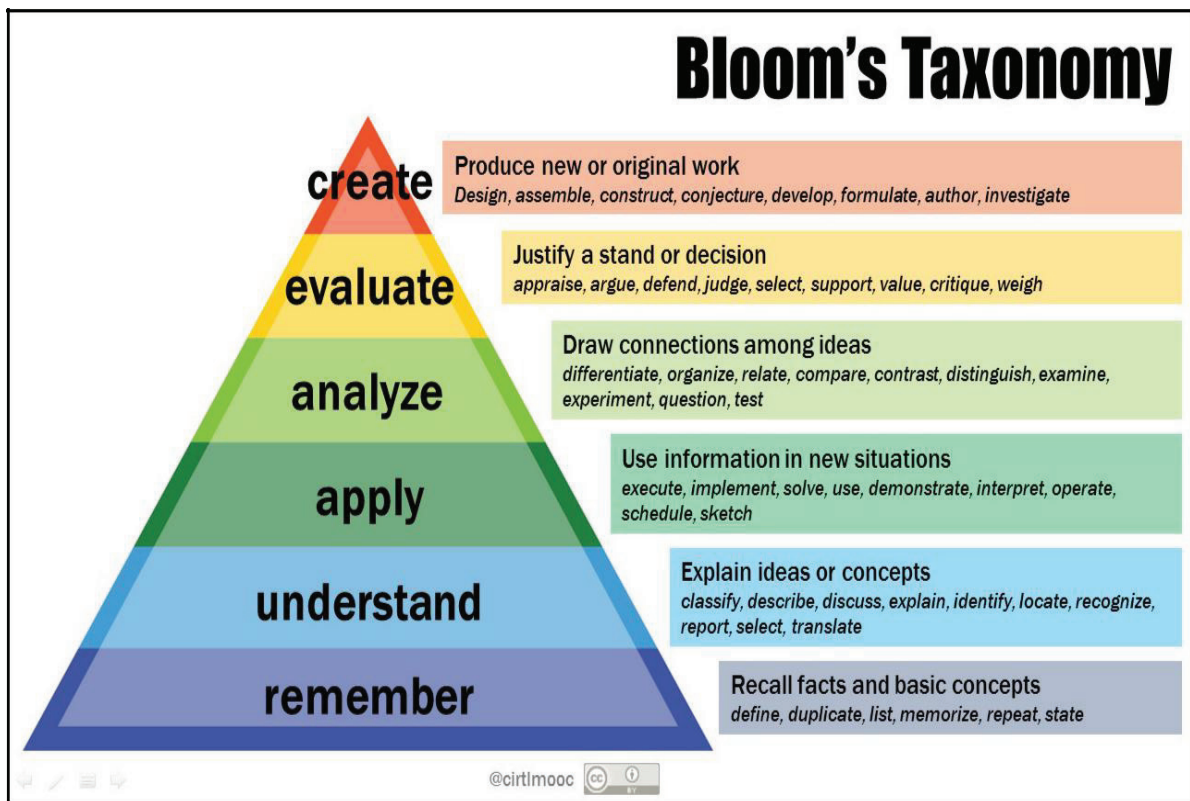 Bloom's Taxonomy
create
Produce new or original work
Design, assemble, construct, conjecture, develop, formulate, author, investigate
evaluate
Justify a stand or decision
appraise, argue, defend, judge, select, support, value, critique, weigh
analyze
Draw connections among ideas
differentiate, organize, relate, compare, contrast, distinguish, examine,
experiment, question, test
apply
Use information in new situations
execute, implement, solve, use, demonstrate, interpret, operate,
schedule, sketch
understand
Explain ideas or concepts
classify, describe, discuss, explain, identify, locate, recognize,
report, select, translate
remember
Recall facts and basic concepts
define, duplicate, list, memorize, repeat, state
@cirtlmooc
cc
BY